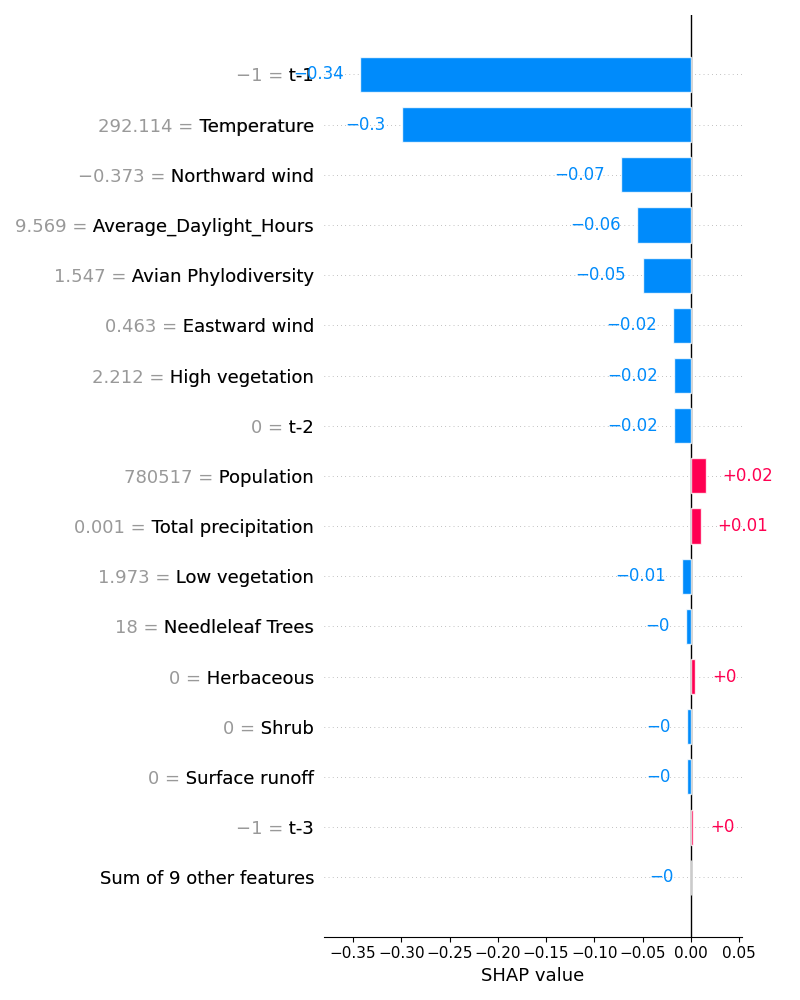 −1 = t-1 −0.34
292.114 = Temperature −0.3
−0.373 = Northward wind −0.07
9.569 = Average_Daylight_Hours −0.06
1.547 = Avian Phylodiversity −0.05
0.463 = Eastward wind −0.02
2.212 = High vegetation −0.02
0 = t-2 −0.02
780517 = Population +0.02
0.001 = Total precipitation +0.01
1.973 = Low vegetation −0.01
18 = Needleleaf Trees −0
0 = Herbaceous +0
0 = Shrub −0
0 = Surface runoff −0
−1 = t-3 +0
Sum of 9 other features −0
−0.35 −0.30 −0.25 −0.20 −0.15 −0.10 −0.05 0.00 0.05
SHAP value